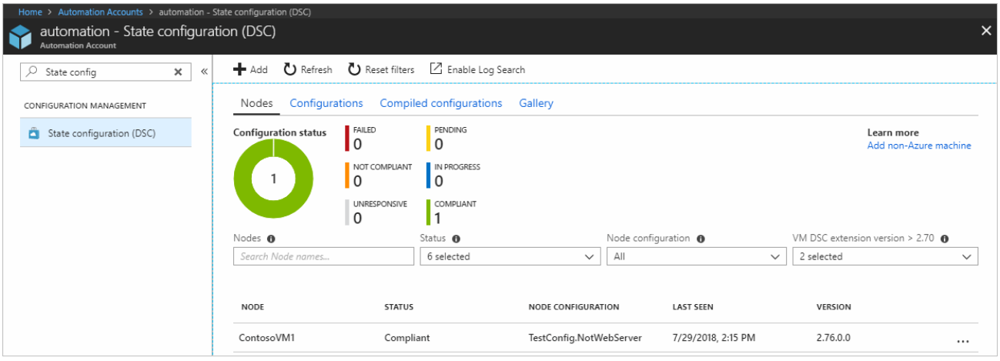 Home > Automation Accounts > automation - State configuration (DSC)
automation - State configuration (DSC)
Automation Account
State config
CONFIGURATION MANAGEMENT
State configuration (DSC)
Add Refresh Reset filters Enable Log Search
Nodes Configurations Compiled configurations Gallery
Configuration status
1
FAILED
0
PENDING
0
NOT COMPLIANT
0
IN PROGRESS
0
UNRESPONSIVE
0
COMPLIANT
1
Learn more
Add non-Azure machine
Nodes Status Node configuration VM DSC extension version > 2.70
Search Node names... 6 selected All 2 selected
NODE STATUS NODE CONFIGURATION LAST SEEN VERSION
ContosoVM1 Compliant TestConfig.NotWebServer 7/29/2018, 2:15 PM 2.76.0.0 ...